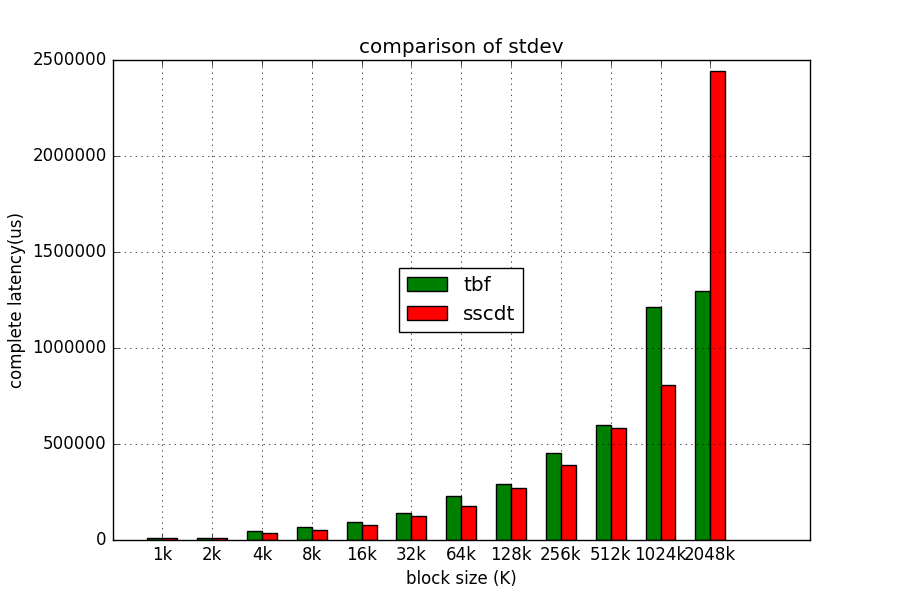 comparison of stdev
2500000
2000000
1500000
1000000
500000
0
complete latency(us)
tbf
sscdt
1k 2k 4k 8k 16k 32k 64k 128k 256k 512k 1024k 2048k
block size (K)